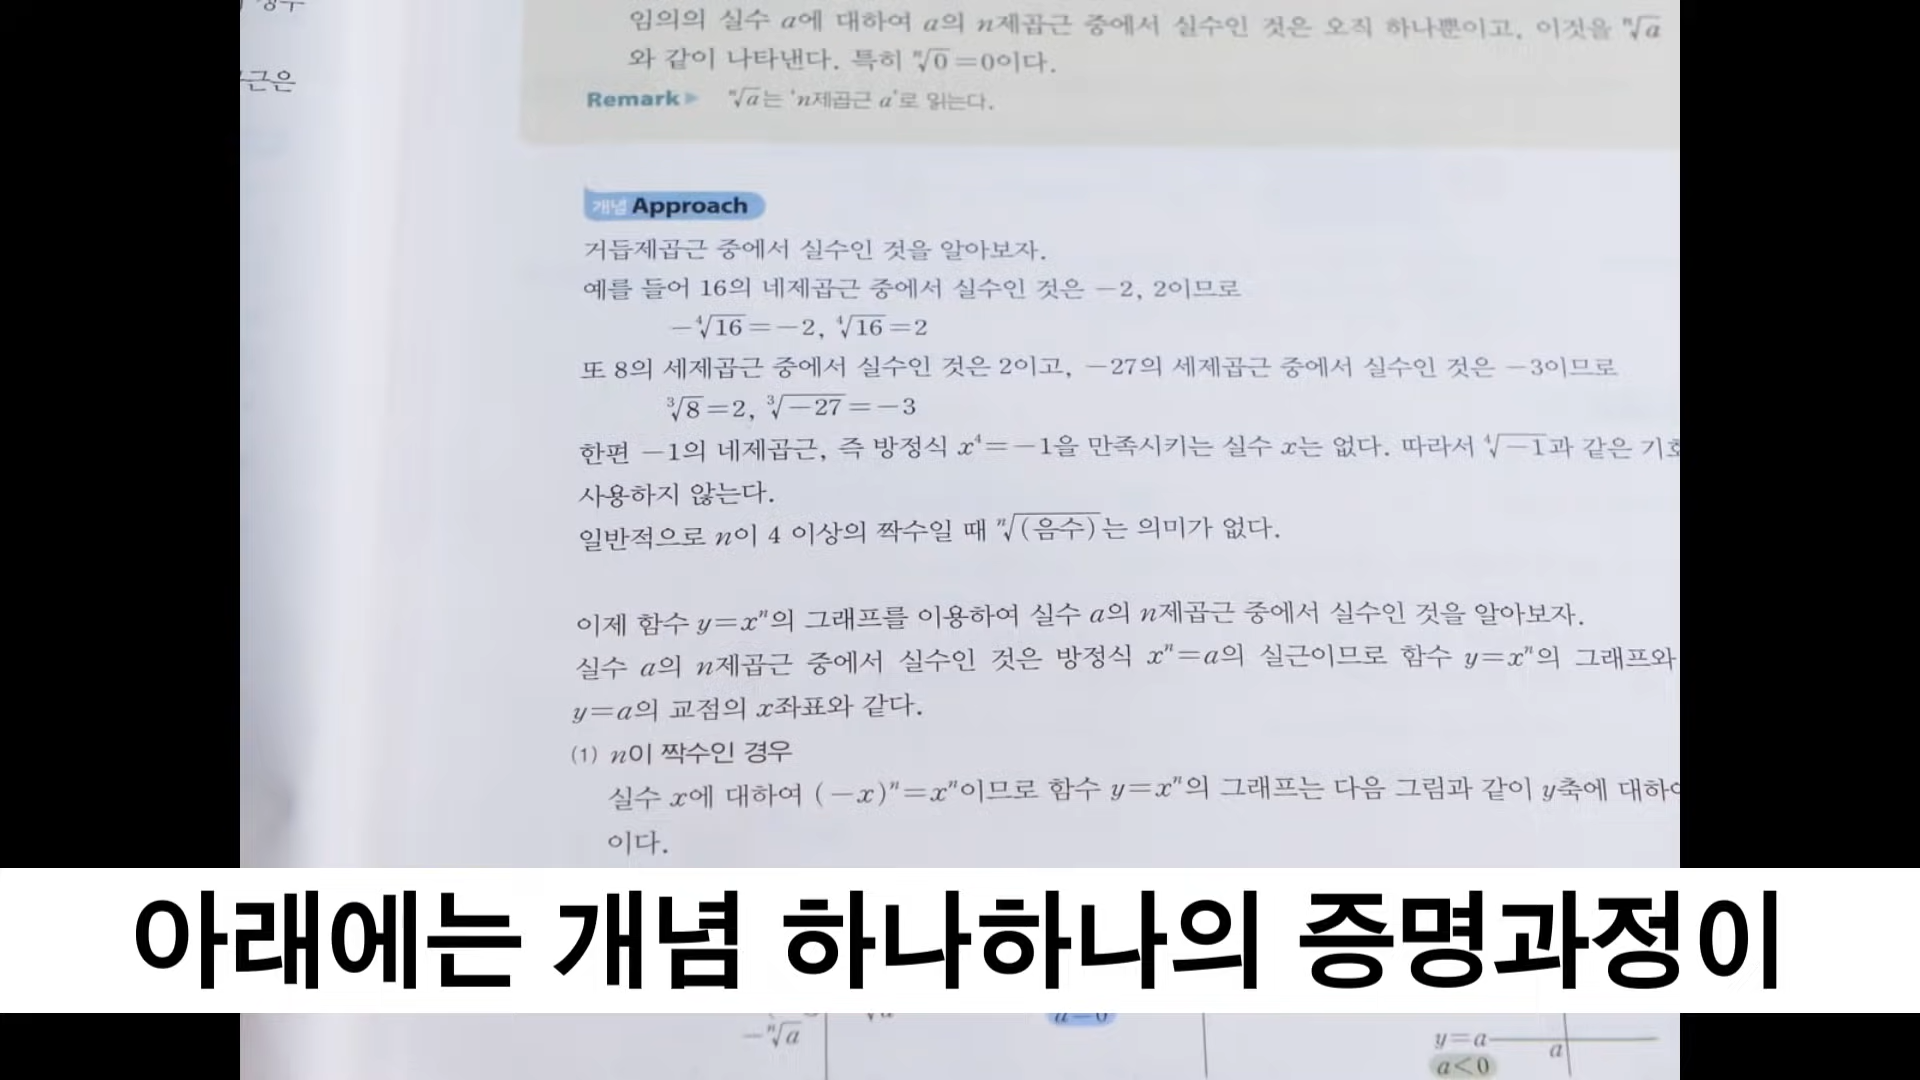 근은
임의의 실수 a에 대하여 a의 n제곱근 중에서 실수인 것은 오직 하나뿐이고, 이것을 ⁿ√a
와 같이 나타낸다. 특히 ⁿ√0=0이다.
Remark▶ ⁿ√a는 ‘n제곱근 a’로 읽는다.
개념 Approach
거듭제곱근 중에서 실수인 것을 알아보자.
예를 들어 16의 네제곱근 중에서 실수인 것은 −2, 2이므로
−⁴√16=−2, ⁴√16=2
또 8의 세제곱근 중에서 실수인 것은 2이고, −27의 세제곱근 중에서 실수인 것은 −3이므로
³√8=2, ³√−27=−3
한편 −1의 네제곱근, 즉 방정식 x⁴=−1을 만족시키는 실수 x는 없다. 따라서 ⁴√−1과 같은
사용하지 않는다.
일반적으로 n이 4 이상의 짝수일 때 ⁿ√(음수)는 의미가 없다.
이제 함수 y=xⁿ의 그래프를 이용하여 실수 a의 n제곱근 중에서 실수인 것을 알아보자.
실수 a의 n제곱근 중에서 실수인 것은 방정식 xⁿ=a의 실근이므로 함수 y=xⁿ의 그래프와
y=a의 교점의 x좌표와 같다.
(1) n이 짝수인 경우
실수 x에 대하여 (−x)ⁿ=xⁿ이므로 함수 y=xⁿ의 그래프는 다음 그림과 같이 y축에
이다.
아래에는 개념 하나하나의 증명과정이
−ⁿ√a
y=a
a
a<0